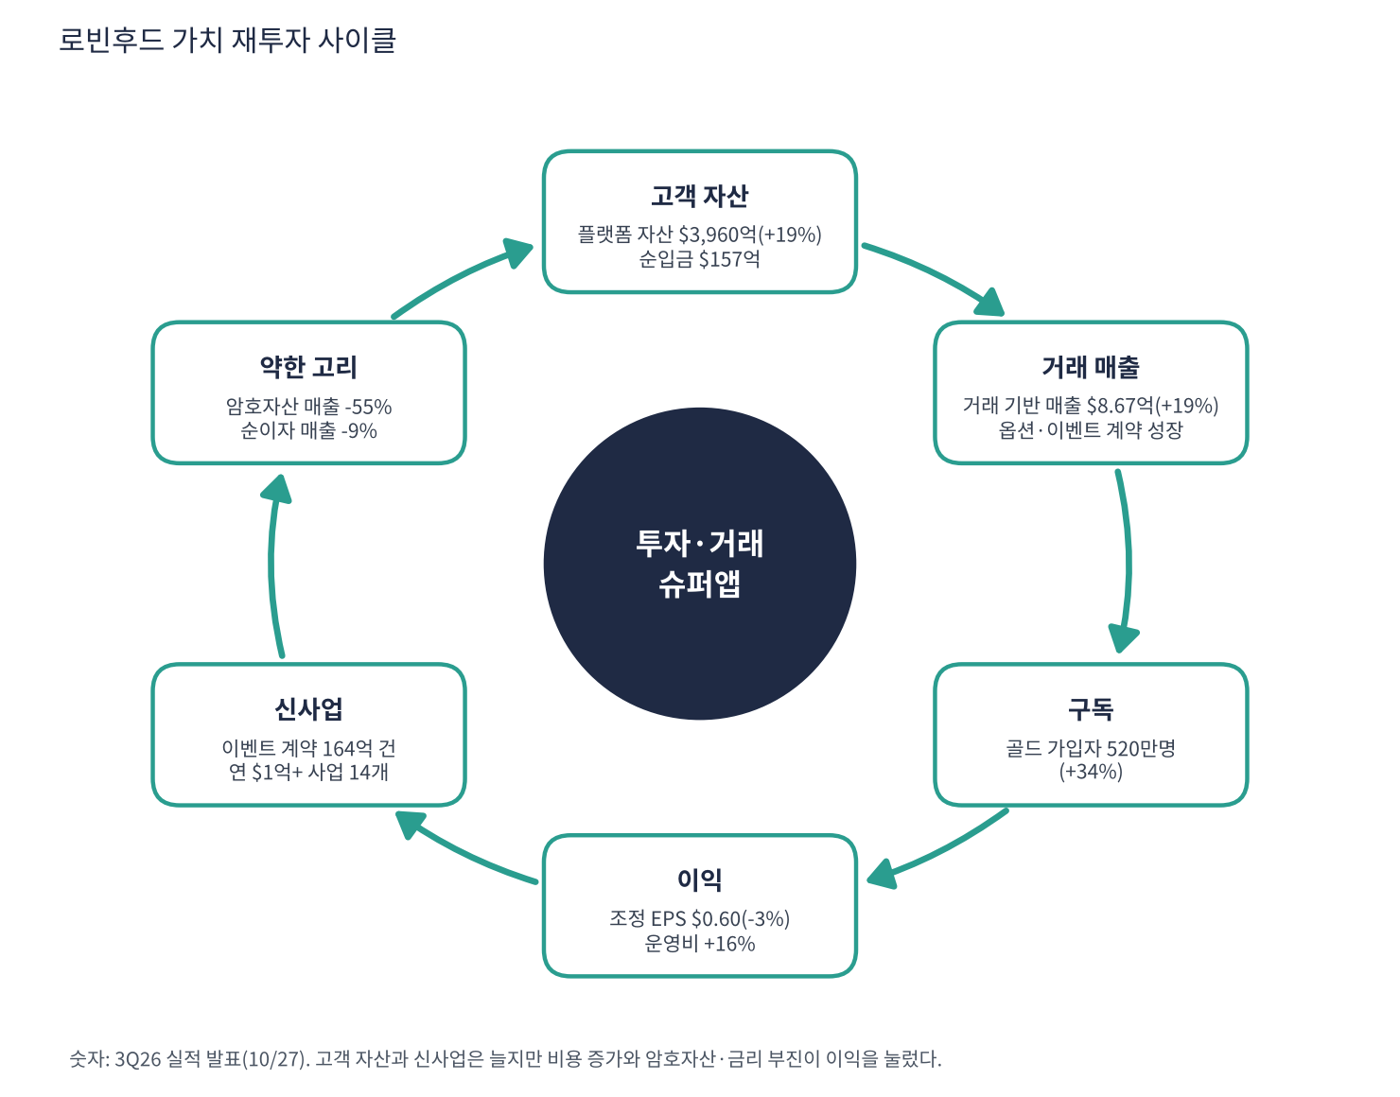 로빈후드 가치 재투자 사이클
고객 자산
플랫폼 자산 $3,960억(+19%)
순입금 $157억
거래 매출
거래 기반 매출 $8.67억(+19%)
옵션·이벤트 계약 성장
구독
골드 가입자 520만명
(+34%)
이익
조정 EPS $0.60(-3%)
운영비 +16%
신사업
이벤트 계약 164억 건
연 $1억+ 사업 14개
약한 고리
암호자산 매출 -55%
순이자 매출 -9%
투자·거래
슈퍼앱
숫자: 3Q26 실적 발표(10/27). 고객 자산과 신사업은 늘지만 비용 증가와 암호자산·금리 부진이 이익을 눌렀다.